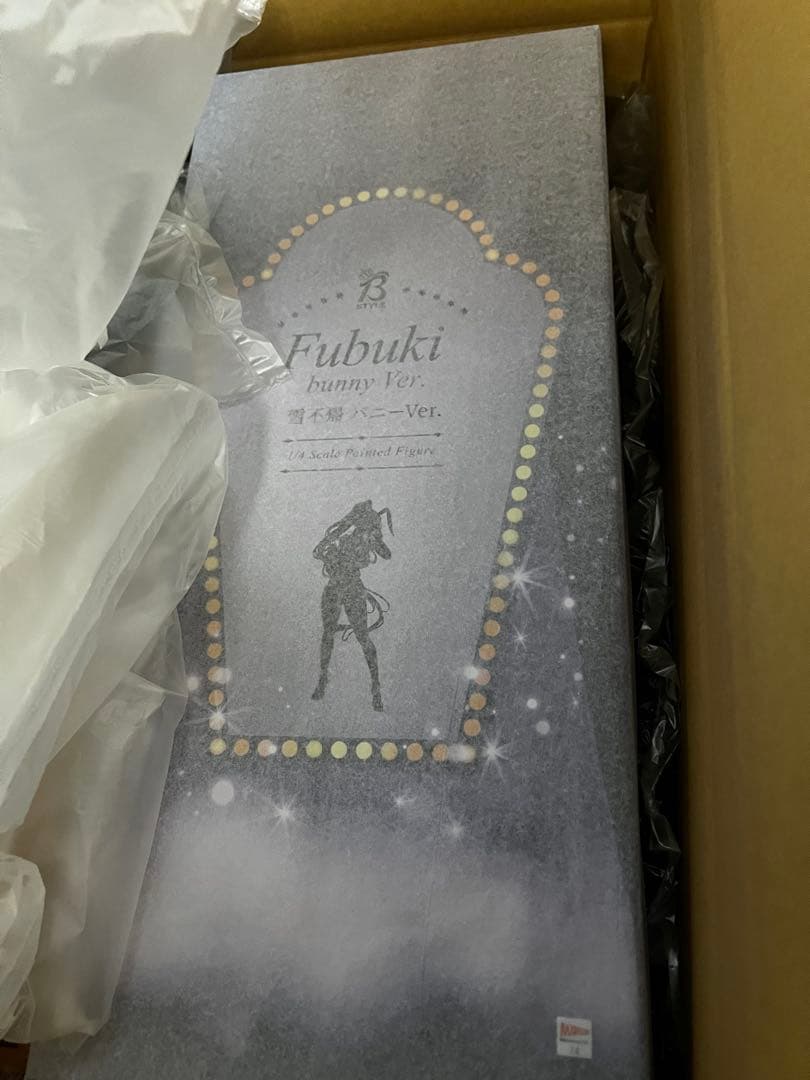 B
STYLE
Fubuki
bunny Ver.
雪不帰 バニーVer.
1/4 Scale Painted Figure